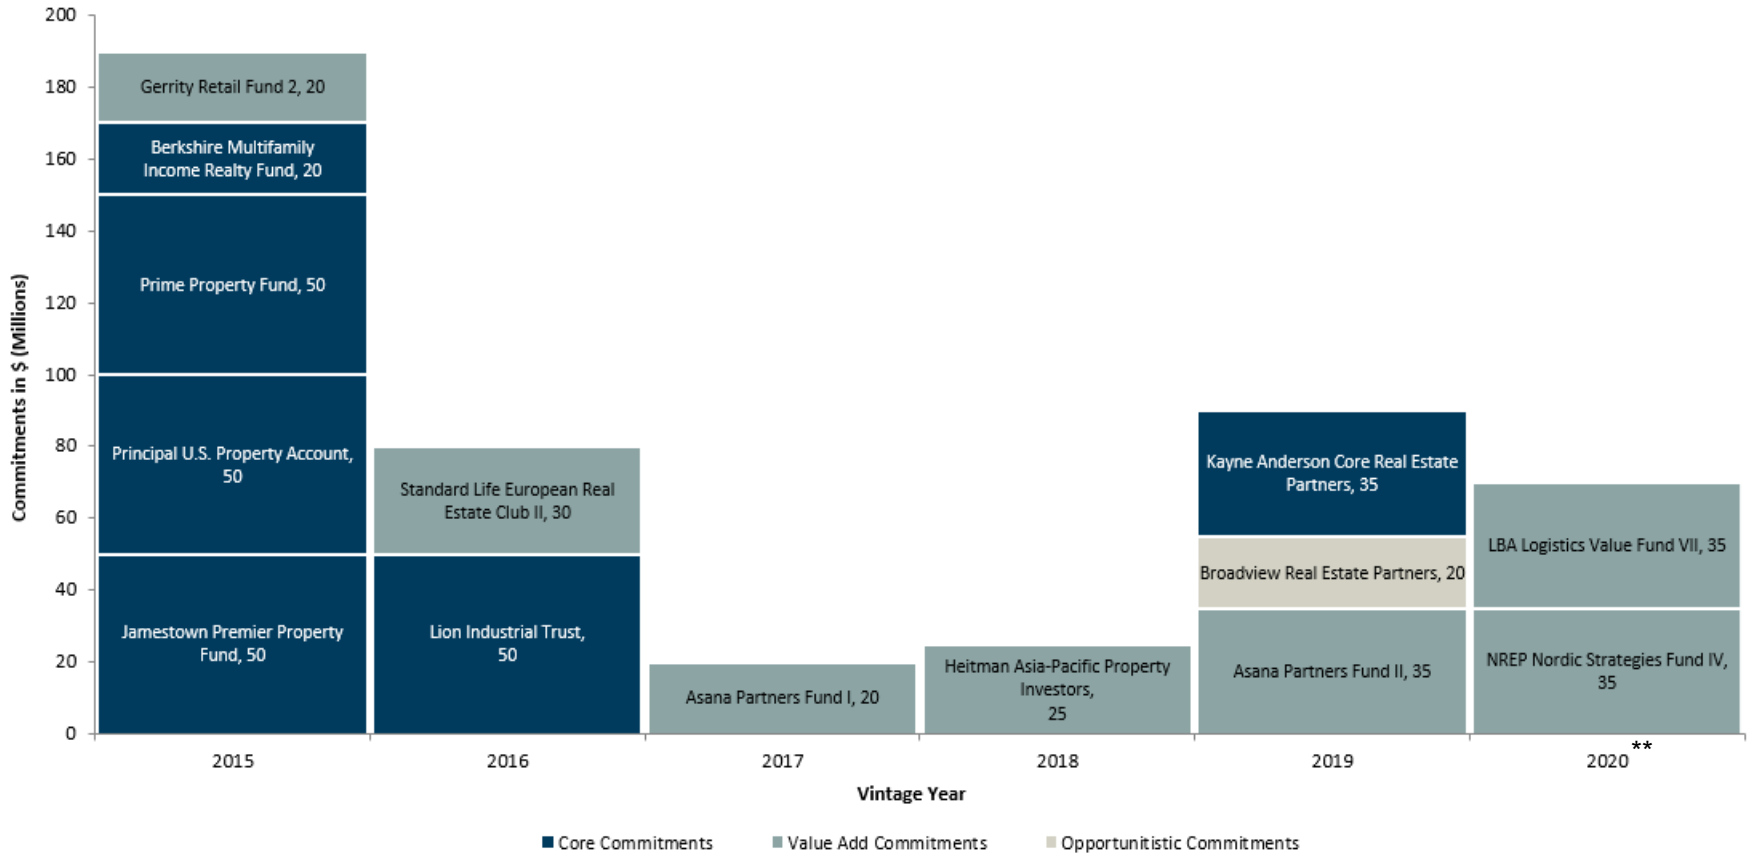 200
180
160
140
120
100
80
60
40
20
0
Commitments in $ (Millions)
Gerrity Retail Fund 2, 20
Berkshire Multifamily
Income Realty Fund, 20
Prime Property Fund, 50
Principal U.S. Property Account,
50
Jamestown Premier Property
Fund, 50
Standard Life European Real
Estate Club II, 30
Lion Industrial Trust,
50
Asana Partners Fund I, 20
Heitman Asia-Pacific Property
Investors,
25
Kayne Anderson Core Real Estate
Partners, 35
Broadview Real Estate Partners, 20
Asana Partners Fund II, 35
LBA Logistics Value Fund VII, 35
NREP Nordic Strategies Fund IV,
35
2015
2016
2017
2018
2019
2020**
Vintage Year
Core Commitments
Value Add Commitments
Opportunitistic Commitments